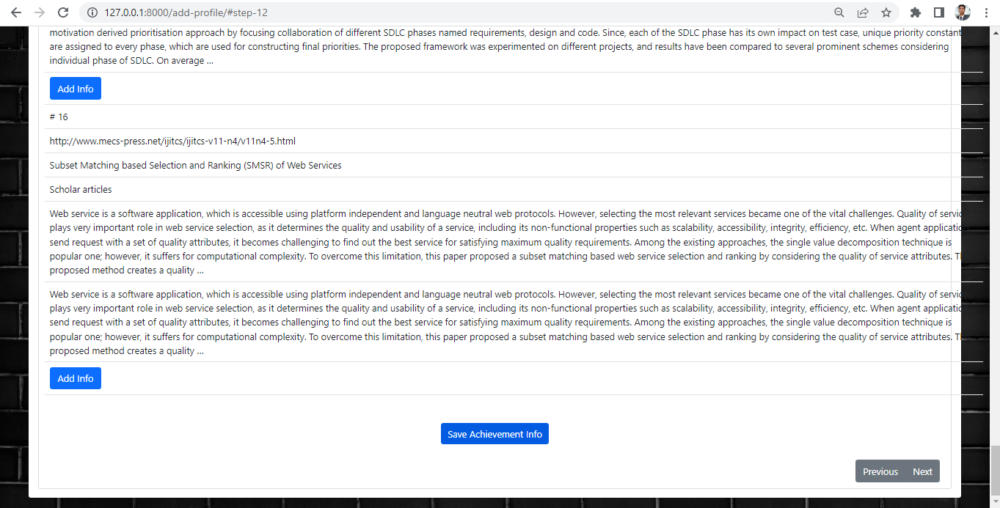 127.0.0.1:8000/add-profile/#step-12
motivation derived prioritisation approach by focusing collaboration of different SDLC phases named requirements, design and code. Since, each of the SDLC phase has its own impact on test case, unique priority constant
are assigned to every phase, which are used for constructing final priorities. The proposed framework was experimented on different projects, and results have been compared to several prominent schemes considering
individual phase of SDLC. On average ...
Add Info
# 16
http://www.mecs-press.net/ijitcs/ijitcs-v11-n4/v11n4-5.html
Subset Matching based Selection and Ranking (SMSR) of Web Services
Scholar articles
Web service is a software application, which is accessible using platform independent and language neutral web protocols. However, selecting the most relevant services became one of the vital challenges. Quality of servic
plays very important role in web service selection, as it determines the quality and usability of a service, including its non-functional properties such as scalability, accessibility, integrity, efficiency, etc. When agent applicatio
send request with a set of quality attributes, it becomes challenging to find out the best service for satisfying maximum quality requirements. Among the existing approaches, the single value decomposition technique is
popular one; however, it suffers for computational complexity. To overcome this limitation, this paper proposed a subset matching based web service selection and ranking by considering the quality of service attributes.
proposed method creates a quality ...
Web service is a software application, which is accessible using platform independent and language neutral web protocols. However, selecting the most relevant services became one of the vital challenges. Quality of servic
plays very important role in web service selection, as it determines the quality and usability of a service, including its non-functional properties such as scalability, accessibility, integrity, efficiency, etc. When agent applicatio
send request with a set of quality attributes, it becomes challenging to find out the best service for satisfying maximum quality requirements. Among the existing approaches, the single value decomposition technique is
popular one; however, it suffers for computational complexity. To overcome this limitation, this paper proposed a subset matching based web service selection and ranking by considering the quality of service attributes.
proposed method creates a quality ...
Add Info
Save Achievement Info
Previous Next